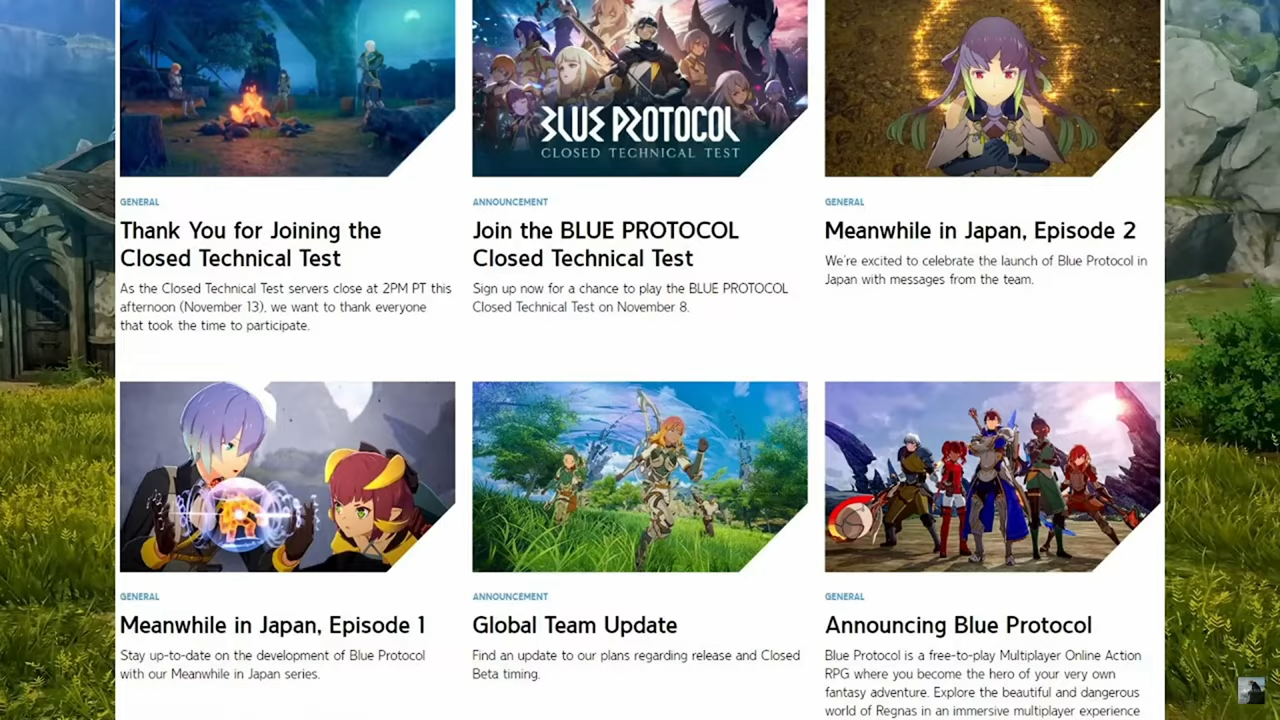 BLUE PROTOCOL
CLOSED TECHNICAL TEST
GENERAL
Thank You for Joining the
Closed Technical Test
As the Closed Technical Test servers close at 2PM PT this
afternoon (November 13), we want to thank everyone
that took the time to participate.
ANNOUNCEMENT
Join the BLUE PROTOCOL
Closed Technical Test
Sign up now for a chance to play the BLUE PROTOCOL
Closed Technical Test on November 8.
GENERAL
Meanwhile in Japan, Episode 2
We're excited to celebrate the launch of Blue Protocol in
Japan with messages from the team.
GENERAL
Meanwhile in Japan, Episode 1
Stay up-to-date on the development of Blue Protocol
with our Meanwhile in Japan series.
ANNOUNCEMENT
Global Team Update
Find an update to our plans regarding release and Closed
Beta timing.
GENERAL
Announcing Blue Protocol
Blue Protocol is a free-to-play Multiplayer Online Action
RPG where you become the hero of your very own
fantasy adventure. Explore the beautiful and dangerous
world of Regnas in an immersive multiplayer experience